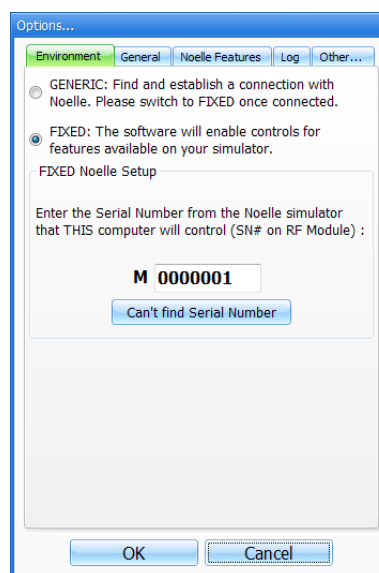 Options...
Environment General Noelle Features Log Other...
GENERIC: Find and establish a connection with
Noelle. Please switch to FIXED once connected.
FIXED: The software will enable controls for
features available on your simulator.
FIXED Noelle Setup
Enter the Serial Number from the Noelle simulator
that THIS computer will control (SN# on RF Module) :
M 0000001
Can't find Serial Number
OK Cancel